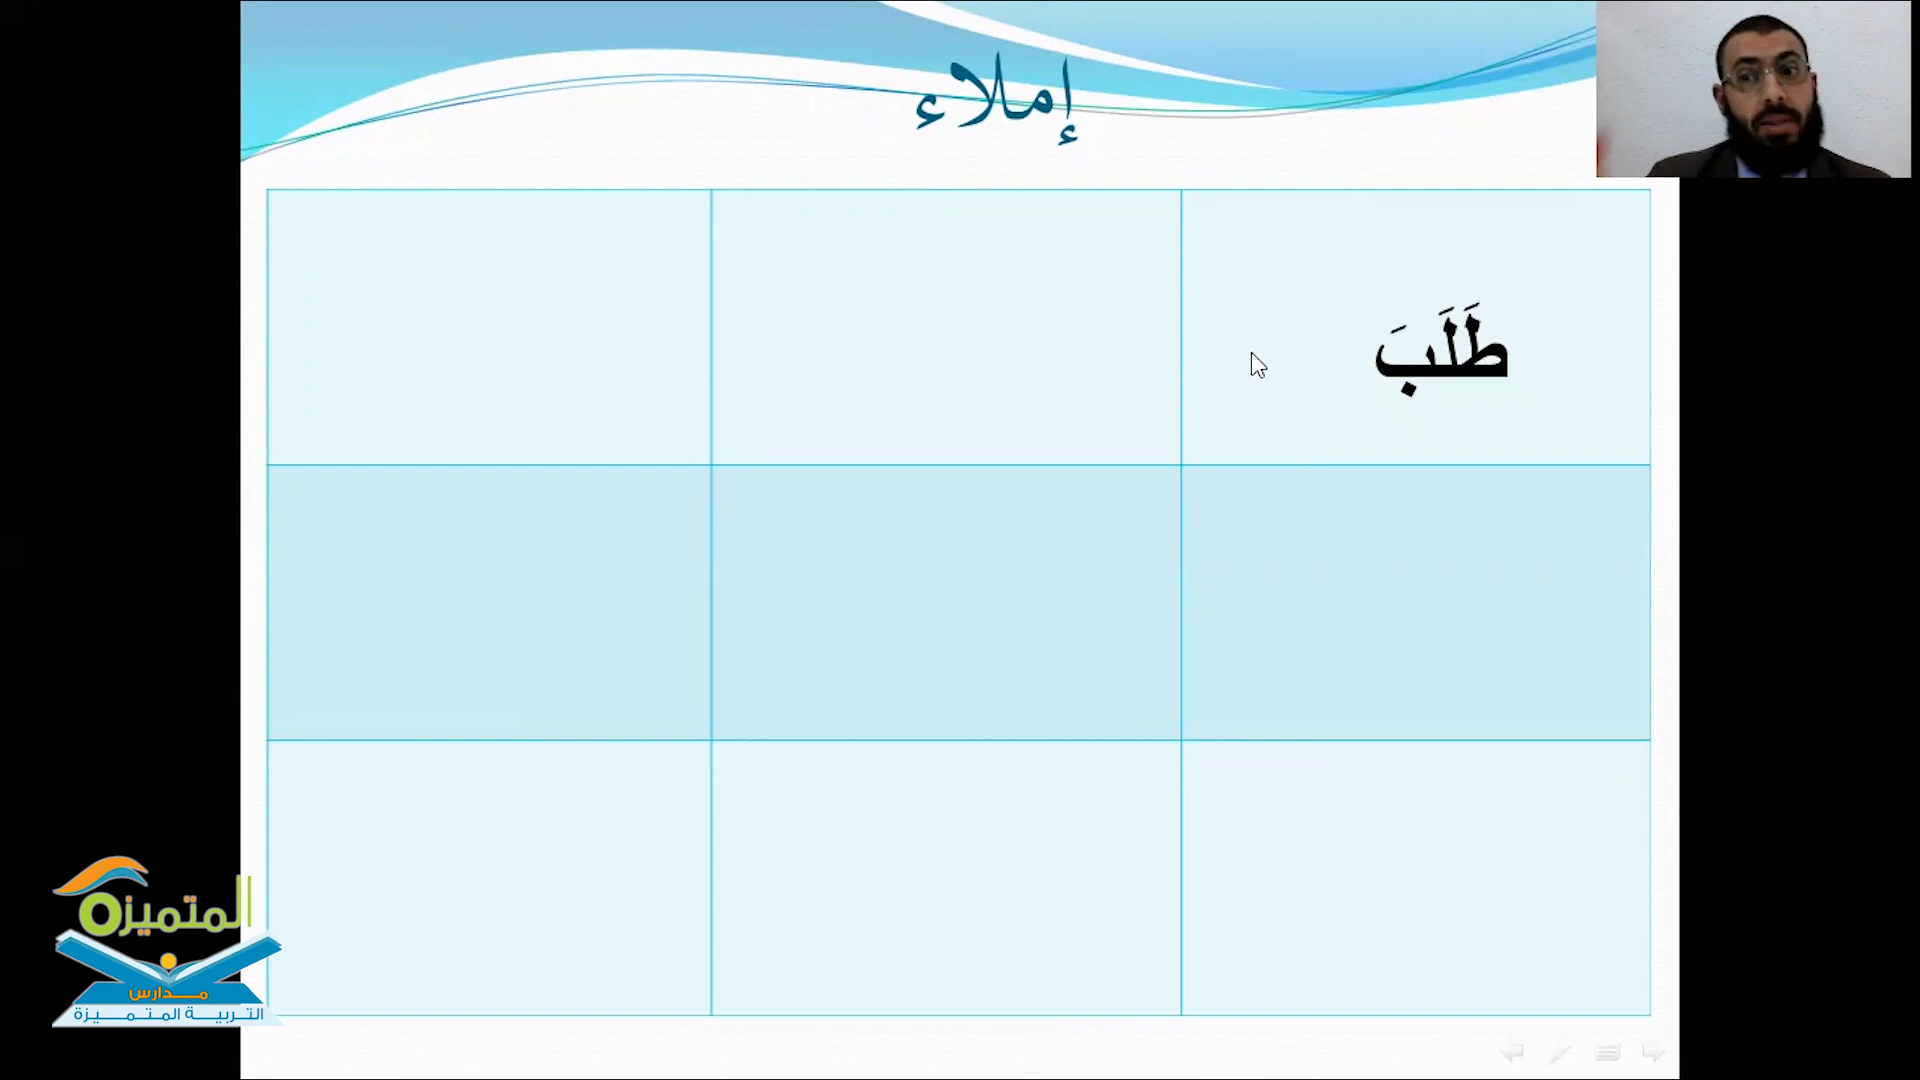 إملاء
طَلَبَ
المتميزة
مدارس
التربية المتميزة